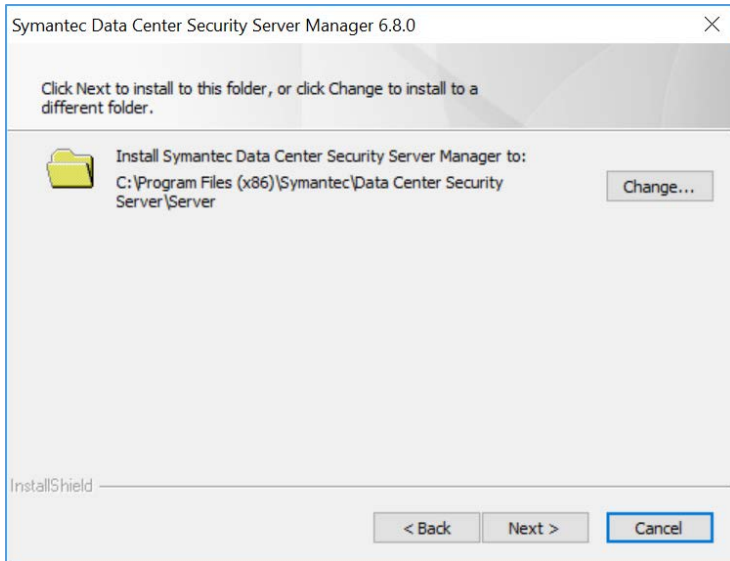 Symantec Data Center Security Server Manager 6.8.0
Click Next to install to this folder, or click Change to install to a
different folder.
Install Symantec Data Center Security Server Manager to:
C:\Program Files (x86)\Symantec\Data Center Security
Server\Server
Change...
InstallShield
< Back
Next >
Cancel